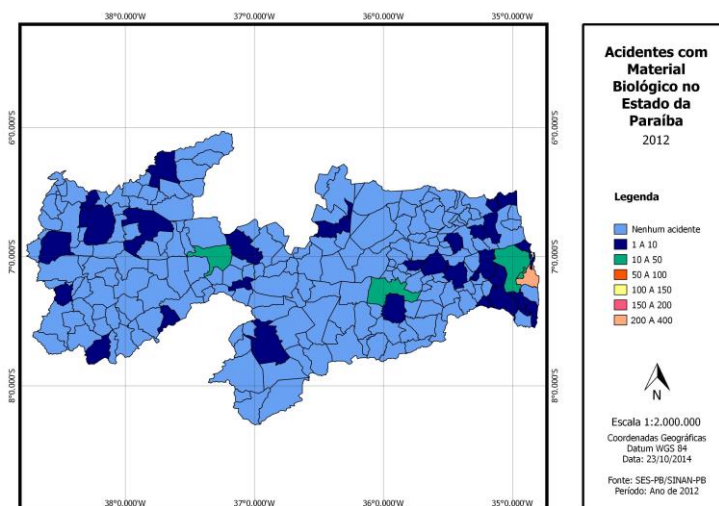 38°0.000'W 37°0.000'W 36°0.000'W 35°0.000'W
6°0.000'S 6°0.000'S
7°0.000'S 7°0.000'S
8°0.000'S 8°0.000'S
38°0.000'W 37°0.000'W 36°0.000'W 35°0.000'W
Acidentes com
Material
Biológico no
Estado da
Paraíba
2012
Legenda
Nenhum acidente
1 A 10
10 A 50
50 A 100
100 A 150
150 A 200
200 A 400
N
Escala 1:2.000.000
Coordenadas Geográficas
Datum WGS 84
Data: 23/10/2014
Fonte: SES-PB/SINAN-PB
Período: Ano de 2012